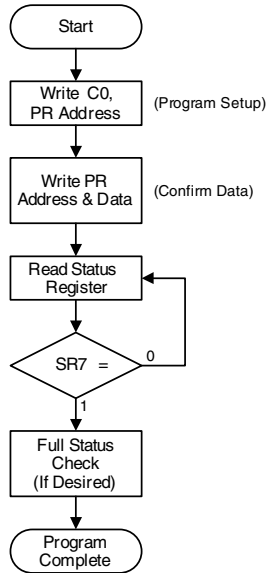 Start
Write C0,
PR Address
(Program Setup)
Write PR
Address & Data
(Confirm Data)
Read Status
Register
SR7 =
0
1
Full Status
Check
(If Desired)
Program
Complete